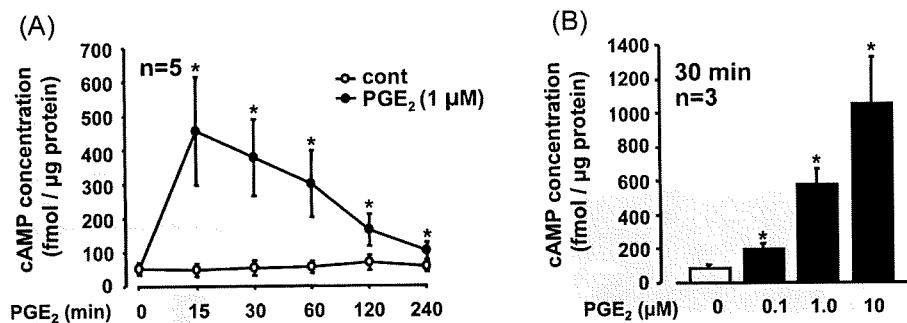 (A)
cAMP concentration
(fmol / µg protein)
700
600
500
400
300
200
100
0
n=5
* * * * *
cont
PGE2 (1 µM)
PGE2 (min) 0 15 30 60 120 240
(B)
cAMP concentration
(fmol / µg protein)
1400
1200
1000
800
600
400
200
0
30 min
n=3
* * *
PGE2 (µM) 0 0.1 1.0 10